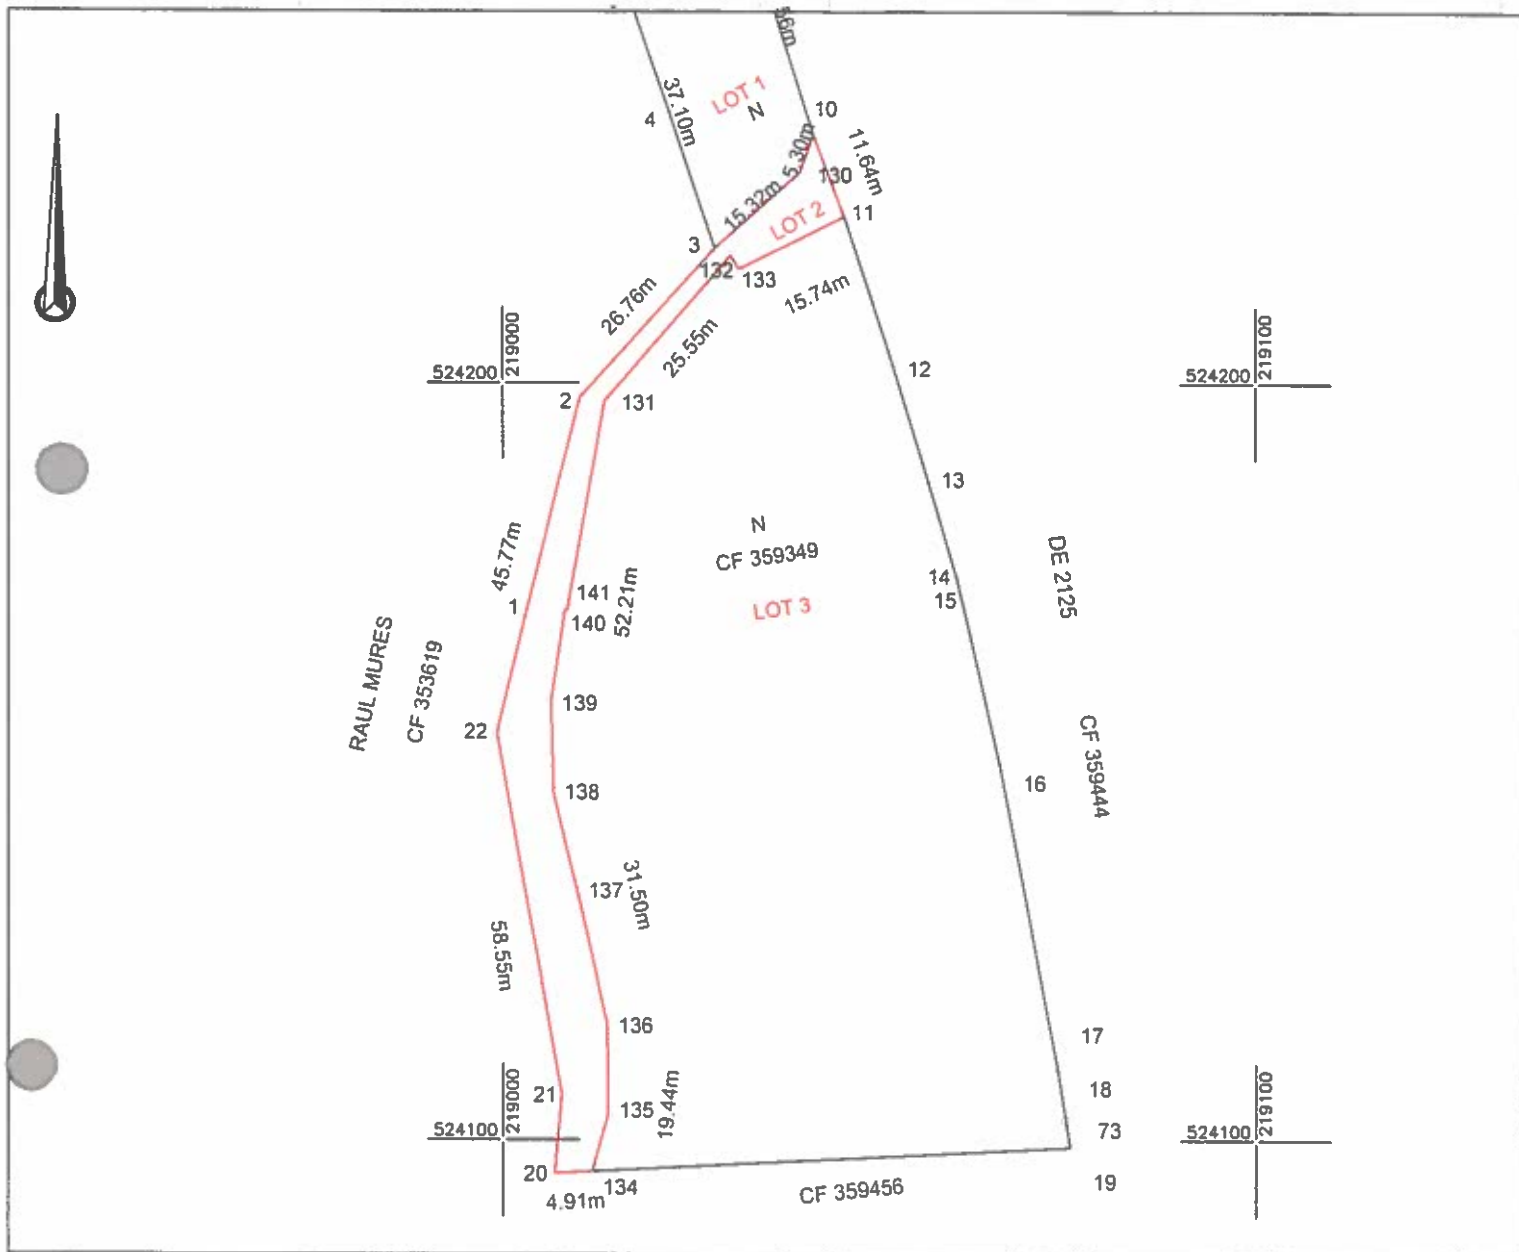 56m
LOT 1
N
10
37.10m
4
11.64m
5.30m
130
15.32m
LOT 2
11
3
132
133
15.74m
26.76m
25.55m
219000
524200
219100
524200
12
2
131
13
N
CF 359349
45.77m
DE 2125
141
14
15
1
52.21m
LOT 3
140
RAUL MURES
CF 353619
139
22
CF 359444
138
16
137
31.50m
58.55m
136
17
21
219000
524100
135
19.44m
18
73
219100
524100
20
134
4.91m
CF 359456
19